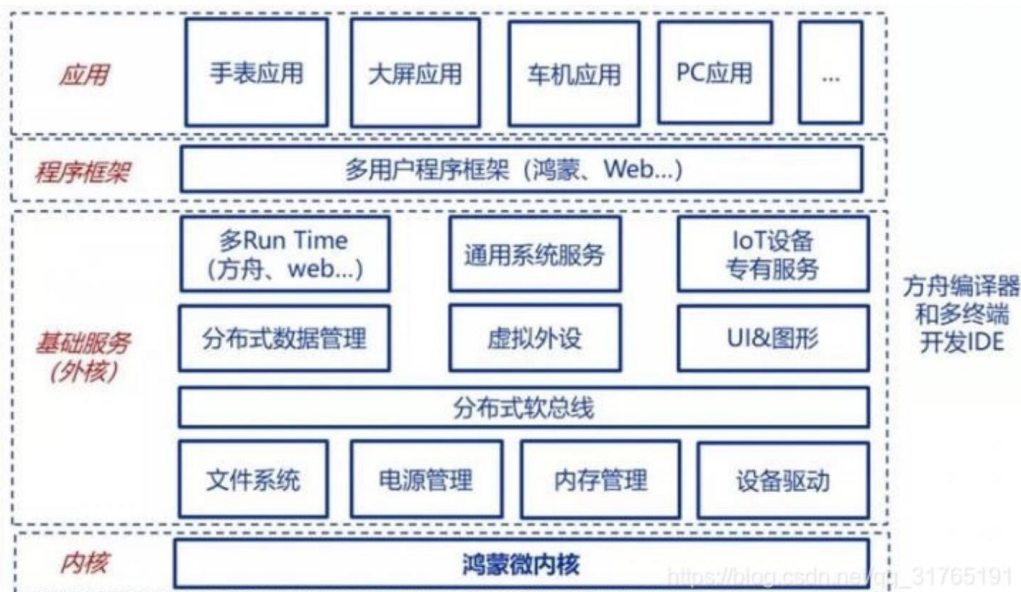 应用
手表应用
大屏应用
车机应用
PC应用
...
程序框架
多用户程序框架（鸿蒙、Web...）
基础服务
（外核）
多Run Time
（方舟、web...）
通用系统服务
IoT设备
专有服务
分布式数据管理
虚拟外设
UI&图形
分布式软总线
文件系统
电源管理
内存管理
设备驱动
方舟编译器
和多终端
开发IDE
内核
鸿蒙微内核
https://blog.csdn.net/qq_31765191